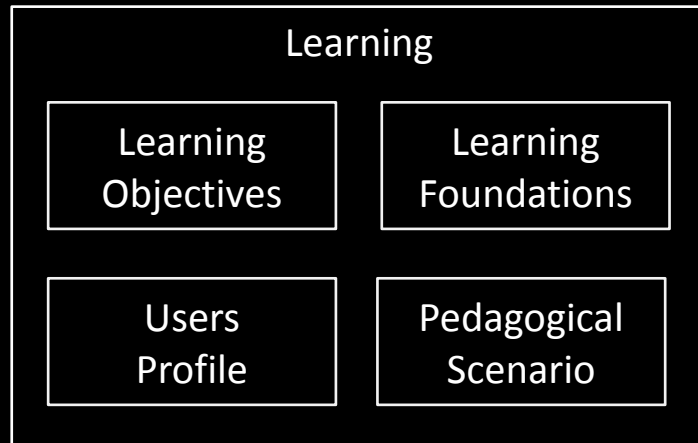 Learning
Learning
Objectives
Learning
Foundations
Users
Profile
Pedagogical
Scenario